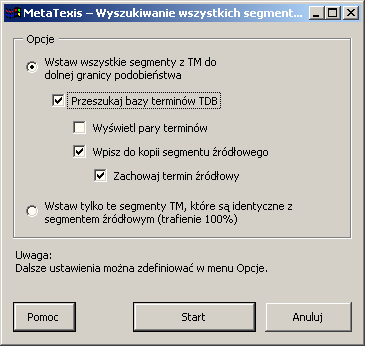 MetaTexis – Wyszukiwanie wszystkich segment...
Opcje
Wstaw wszystkie segmenty z TM do
dolnej granicy podobieństwa
Przeszukaj bazy terminów TDB
Wyświetl pary terminów
Wpisz do kopii segmentu źródłowego
Zachowaj termin źródłowy
Wstaw tylko te segmenty TM, które są identyczne z
segmentem źródłowym (trafienie 100%)
Uwaga:
Dalsze ustawienia można zdefiniować w menu Opcje.
Pomoc
Start
Anuluj